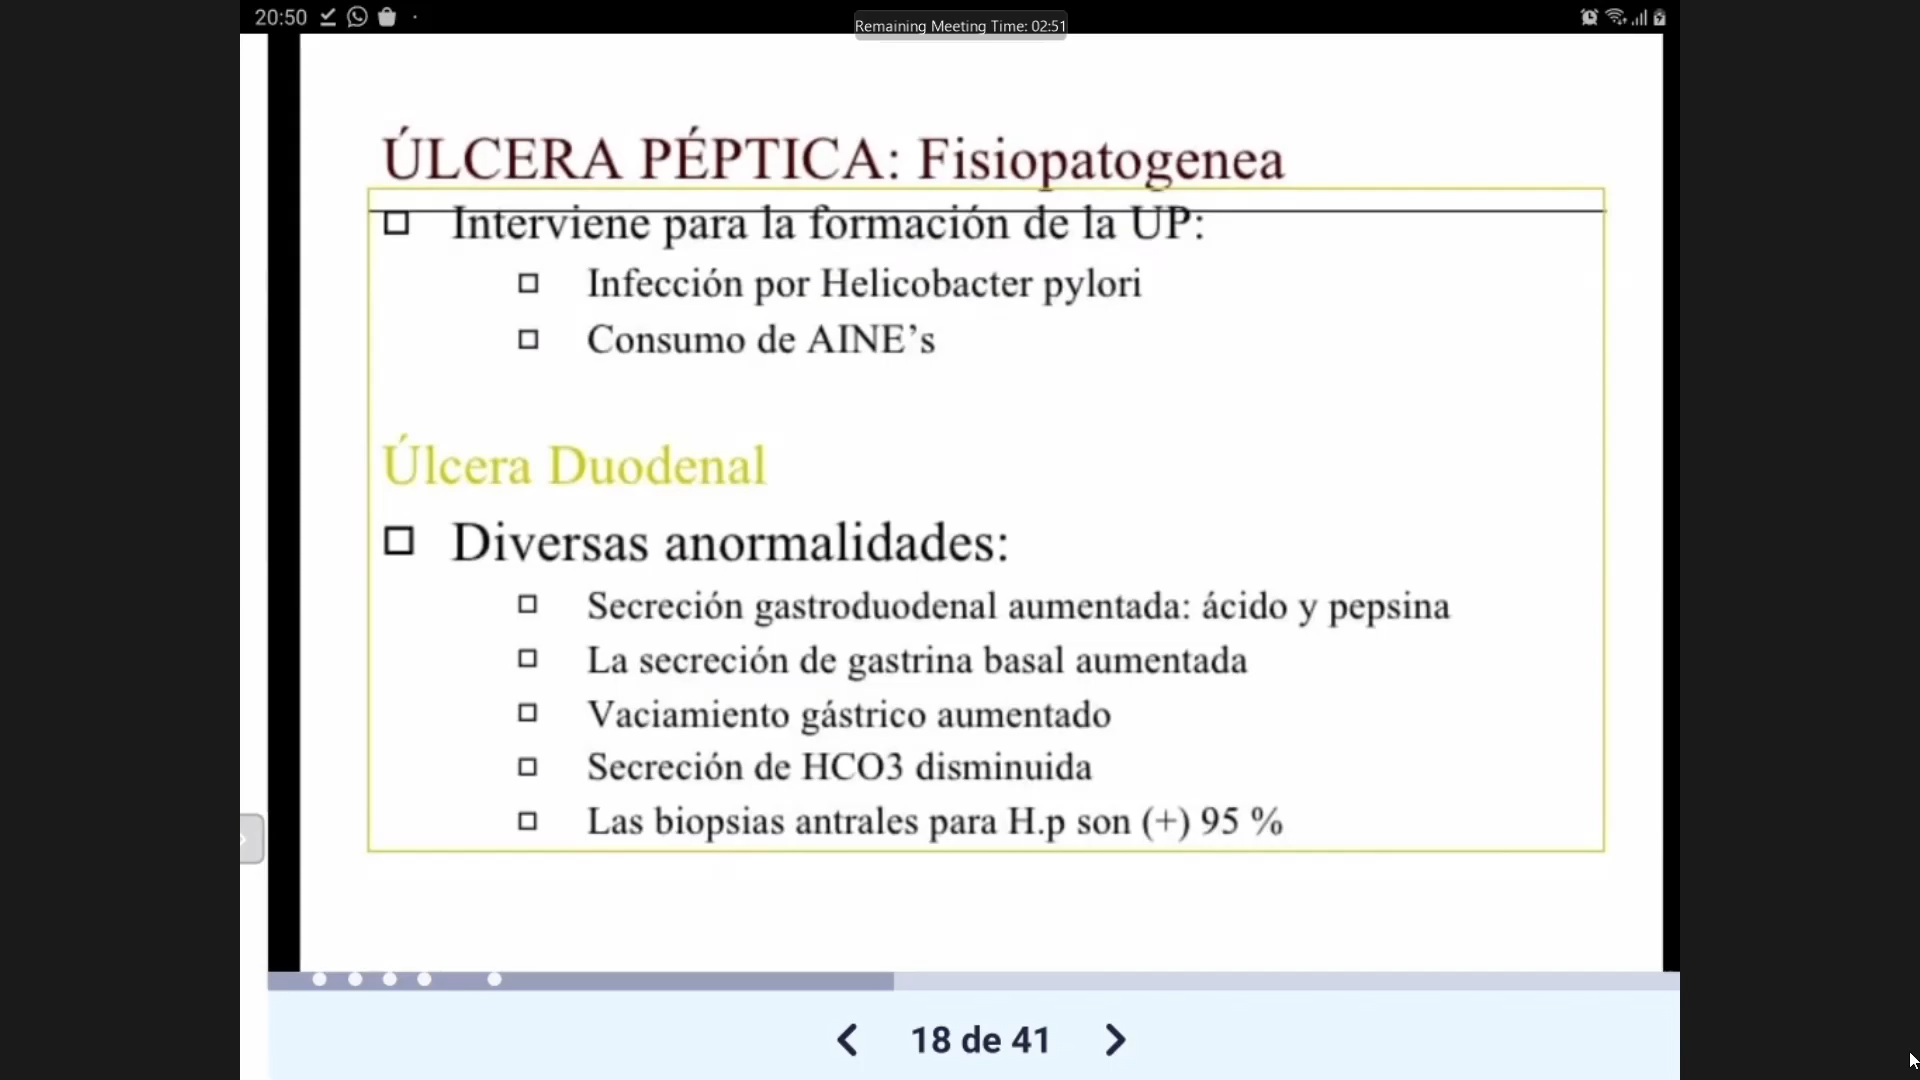 20:50
Remaining Meeting Time: 02:51
ÚLCERA PÉPTICA: Fisiopatogenea
Interviene para la formación de la UP:
Infección por Helicobacter pylori
Consumo de AINE’s
Úlcera Duodenal
Diversas anormalidades:
Secreción gastroduodenal aumentada: ácido y pepsina
La secreción de gastrina basal aumentada
Vaciamiento gástrico aumentado
Secreción de HCO3 disminuida
Las biopsias antrales para H.p son (+) 95 %
18 de 41